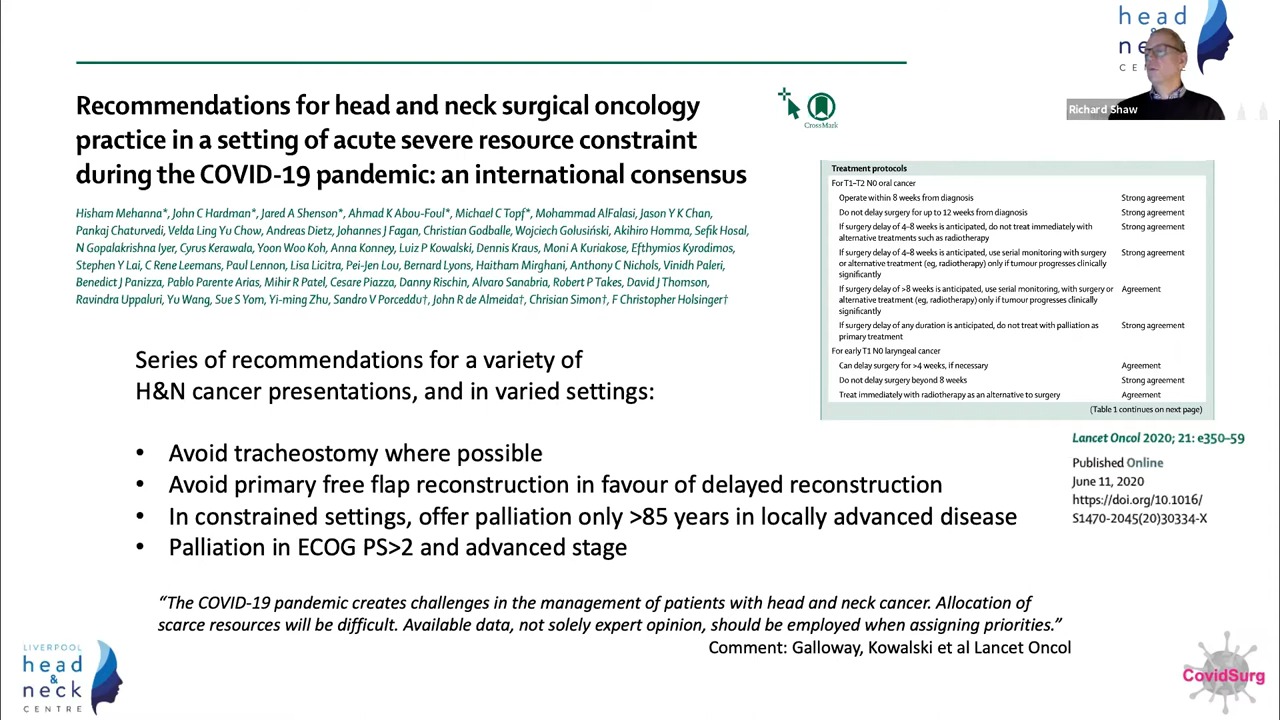 head
&
ne
CE
Richard Shaw
Recommendations for head and neck surgical oncology
practice in a setting of acute severe resource constraint
during the COVID-19 pandemic: an international consensus
CrossMark
Hisham Mehanna*, John C Hardman*, Jared A Shenson*, Ahmad K Abou-Foul*, Michael C Topf*, Mohammad AlFalasi, Jason Y K Chan,
Pankaj Chaturvedi, Velda Ling Yu Chow, Andreas Dietz, Johannes J Fagan, Christian Godballe, Wojciech Golusiński, Akihiro Homma, Sefik Hosal,
N Gopalakrishna Iyer, Cyrus Kerawala, Yoon Woo Koh, Anna Konney, Luiz P Kowalski, Dennis Kraus, Moni A Kuriakose, Efthymios Kyrodimos,
Stephen Y Lai, C Rene Leemans, Paul Lennon, Lisa Licitra, Pei-Jen Lou, Bernard Lyons, Haitham Mirghani, Anthony C Nichols, Vinidh Paleri,
Benedict J Panizza, Pablo Parente Arias, Mihir R Patel, Cesare Piazza, Danny Rischin, Alvaro Sanabria, Robert P Takes, David J Thomson,
Ravindra Uppaluri, Yu Wang, Sue S Yom, Yi-ming Zhu, Sandro V Porceddu†, John R de Almeida†, Chrisian Simon†, F Christopher Holsinger†
Treatment protocols
For T1–T2 N0 oral cancer
Operate within 8 weeks from diagnosis Strong agreement
Do not delay surgery for up to 12 weeks from diagnosis Strong agreement
If surgery delay of 4–8 weeks is anticipated, do not treat immediately with Strong agreement
alternative treatments such as radiotherapy
If surgery delay of 4–8 weeks is anticipated, use serial monitoring with surgery Strong agreement
or alternative treatment (eg, radiotherapy) only if tumour progresses clinically
significantly
If surgery delay of >8 weeks is anticipated, use serial monitoring, with surgery or Agreement
alternative treatment (eg, radiotherapy) only if tumour progresses clinically
significantly
If surgery delay of any duration is anticipated, do not treat with palliation as Strong agreement
primary treatment
For early T1 N0 laryngeal cancer
Can delay surgery for >4 weeks, if necessary Agreement
Do not delay surgery beyond 8 weeks Strong agreement
Treat immediately with radiotherapy as an alternative to surgery Agreement
(Table 1 continues on next page)
Lancet Oncol 2020; 21: e350–59
Published Online
June 11, 2020
https://doi.org/10.1016/
S1470-2045(20)30334-X
Series of recommendations for a variety of
H&N cancer presentations, and in varied settings:
• Avoid tracheostomy where possible
• Avoid primary free flap reconstruction in favour of delayed reconstruction
• In constrained settings, offer palliation only >85 years in locally advanced disease
• Palliation in ECOG PS>2 and advanced stage
“The COVID-19 pandemic creates challenges in the management of patients with head and neck cancer. Allocation of
scarce resources will be difficult. Available data, not solely expert opinion, should be employed when assigning priorities.”
Comment: Galloway, Kowalski et al Lancet Oncol
LIVERPOOL
head
&
neck
CENTRE
CovidSurg